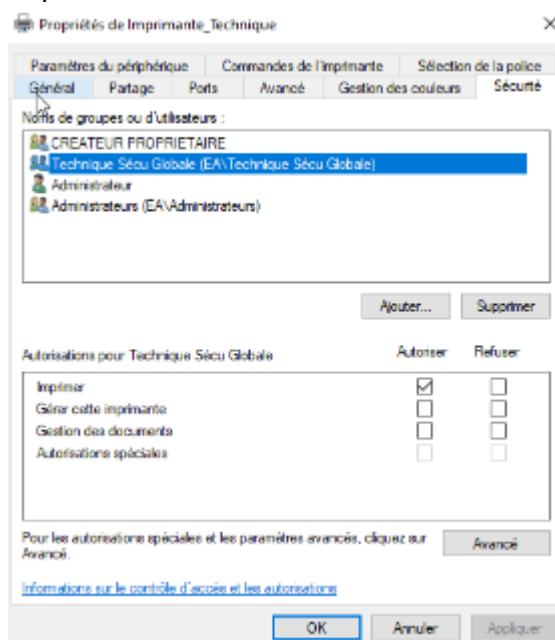 Propriétés de Imprimante_Technique
Paramètres du périphérique Commandes de l'imprimante Sélection de la police
Général Partage Ports Avancé Gestion des couleurs Sécurité
Noms de groupes ou d'utilisateurs :
CREATEUR PROPRIETAIRE
Technique Sécu Globale (EA\Technique Sécu Globale)
Administrateur
Administrateurs (EA\Administrateurs)
Ajouter... Supprimer
Autorisations pour Technique Sécu Globale Autoriser Refuser
Imprimer
Gérer cette imprimante
Gestion des documents
Autorisations spéciales
Pour les autorisations spéciales et les paramètres avancés, cliquez sur
Avancé.
Avancé
Informations sur le contrôle d'accès et les autorisations
OK Annuler Appliquer